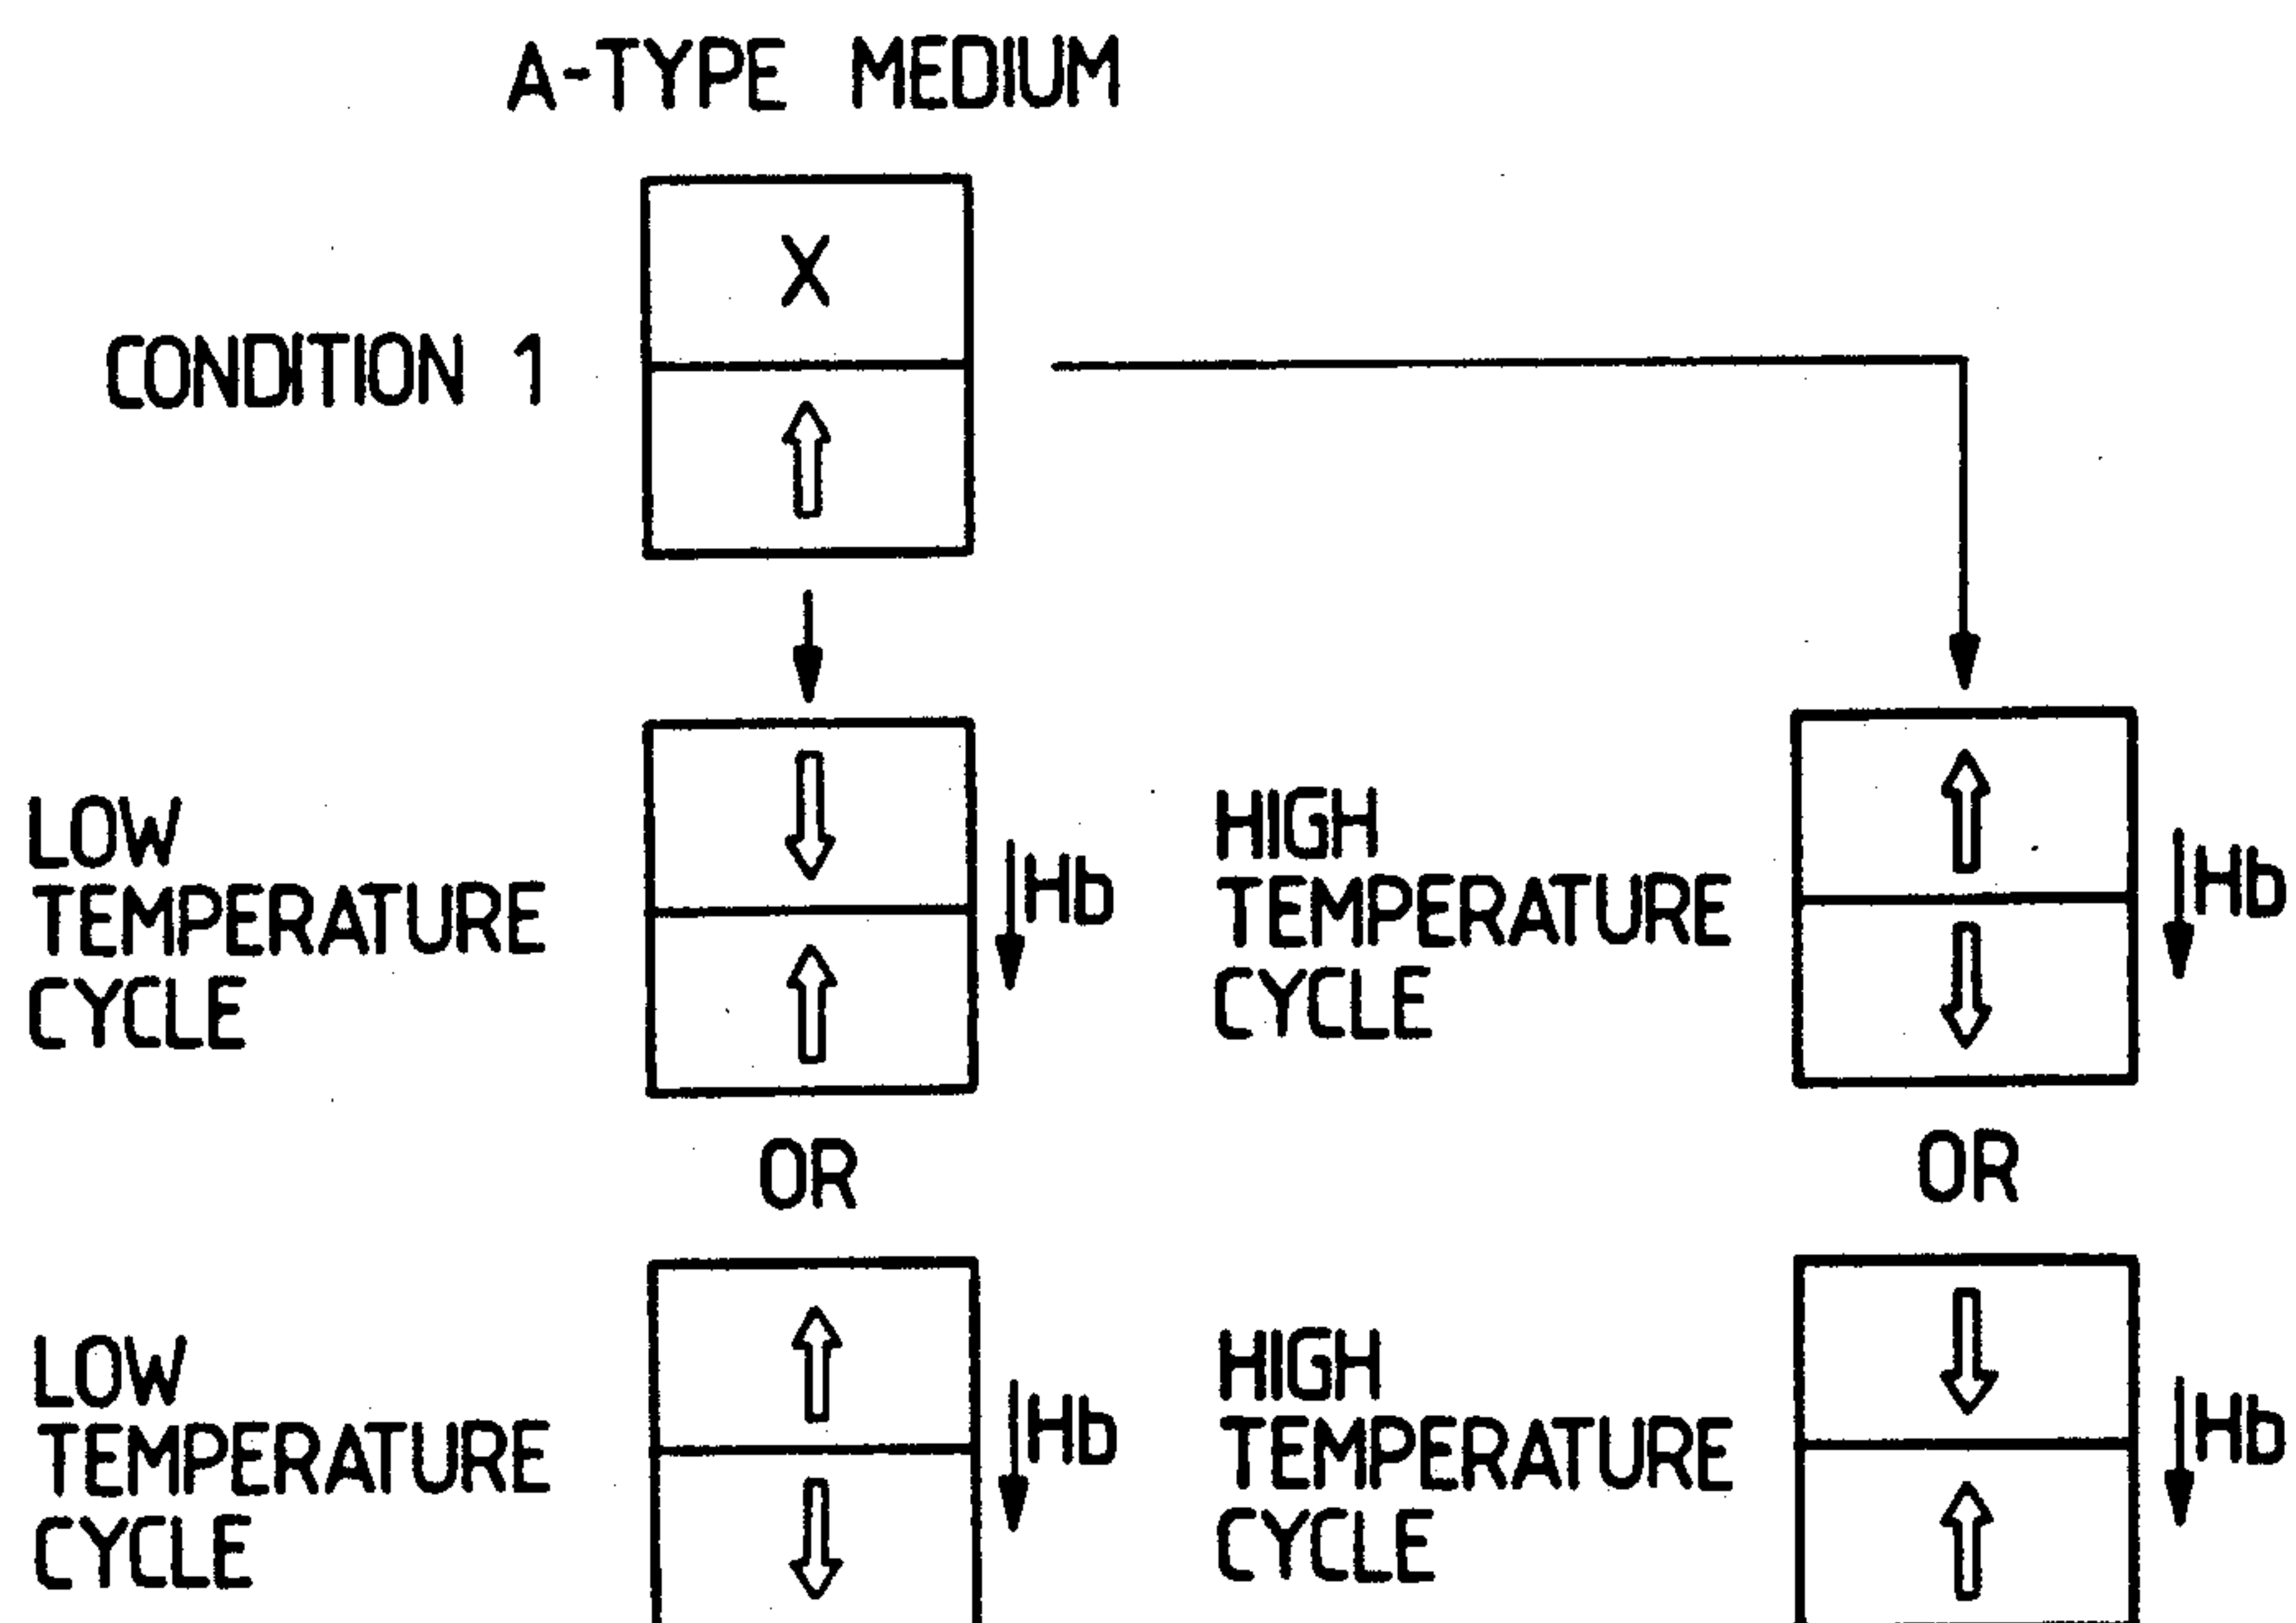 A-TYPE MEDIUM
X
CONDITION 1
LOW
TEMPERATURE
CYCLE
Hb
HIGH
TEMPERATURE
CYCLE
Hb
OR
OR
LOW
TEMPERATURE
CYCLE
Hb
HIGH
TEMPERATURE
CYCLE
Hb